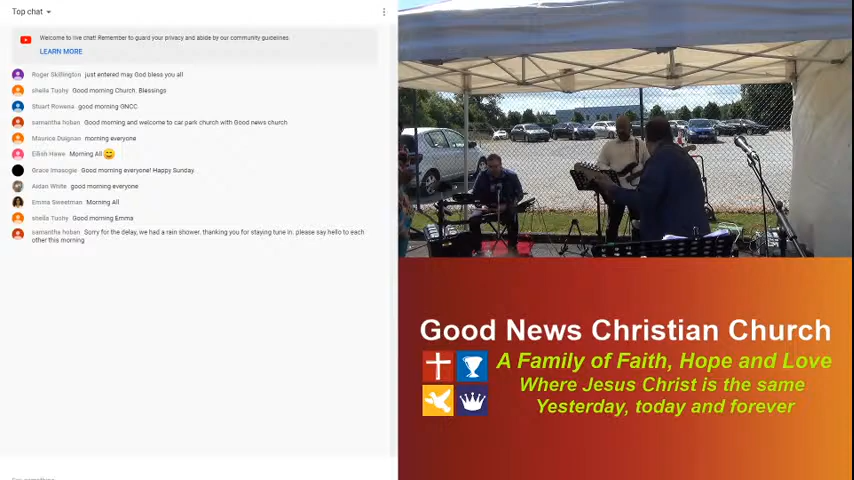 Top chat
Welcome to live chat! Remember to guard your privacy and abide by our community guidelines.
LEARN MORE
Roger Skillington just entered may God bless you all
sheila Tushy Good morning Church. Blessings
Stuart Rowena good morning GNCC
samantha hoban Good morning and welcome to car park church with Good news church
Maurice Duignan morning everyone
Eilish Hawe Morning All😊
Grace Imasogie Good morning everyone! Happy Sunday.
Aidan White good morning everyone
Emma Sweetman Morning All
sheila Tushy Good morning Emma
samantha hoban Sorry for the delay, we had a rain shower. thanking you for staying tune in. please say hello to each
other this morning
Good News Christian Church
A Family of Faith, Hope and Love
Where Jesus Christ is the same
Yesterday, today and forever